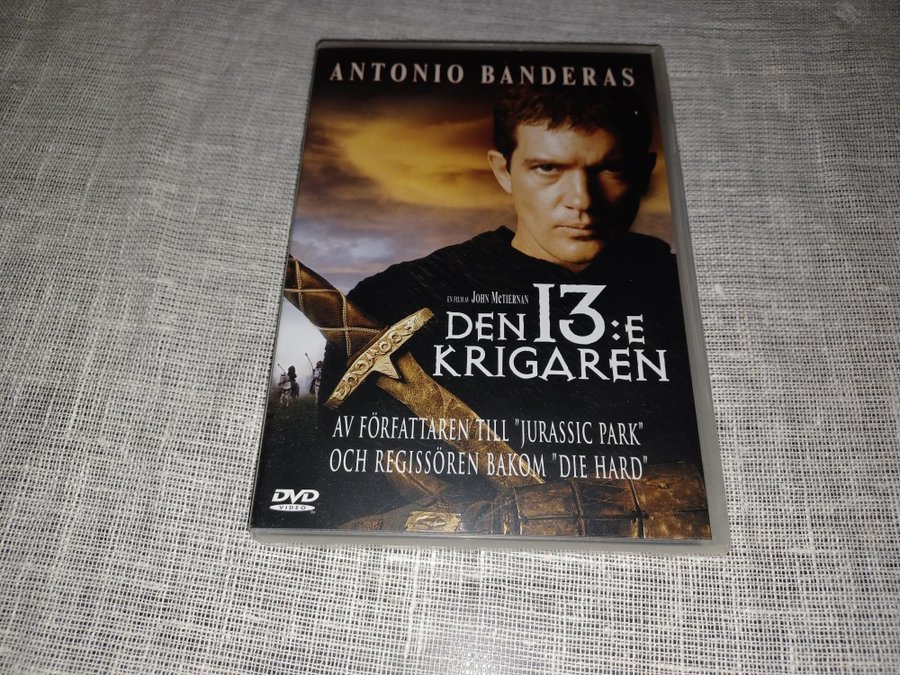 ANTONIO BANDERAS
EN FILM AV JOHN McTIERNAN
DEN 13:E
KRIGAREN
AV FÖRFATTAREN TILL "JURASSIC PARK"
OCH REGISSÖREN BAKOM "DIE HARD"
DVD
VIDEO
TM